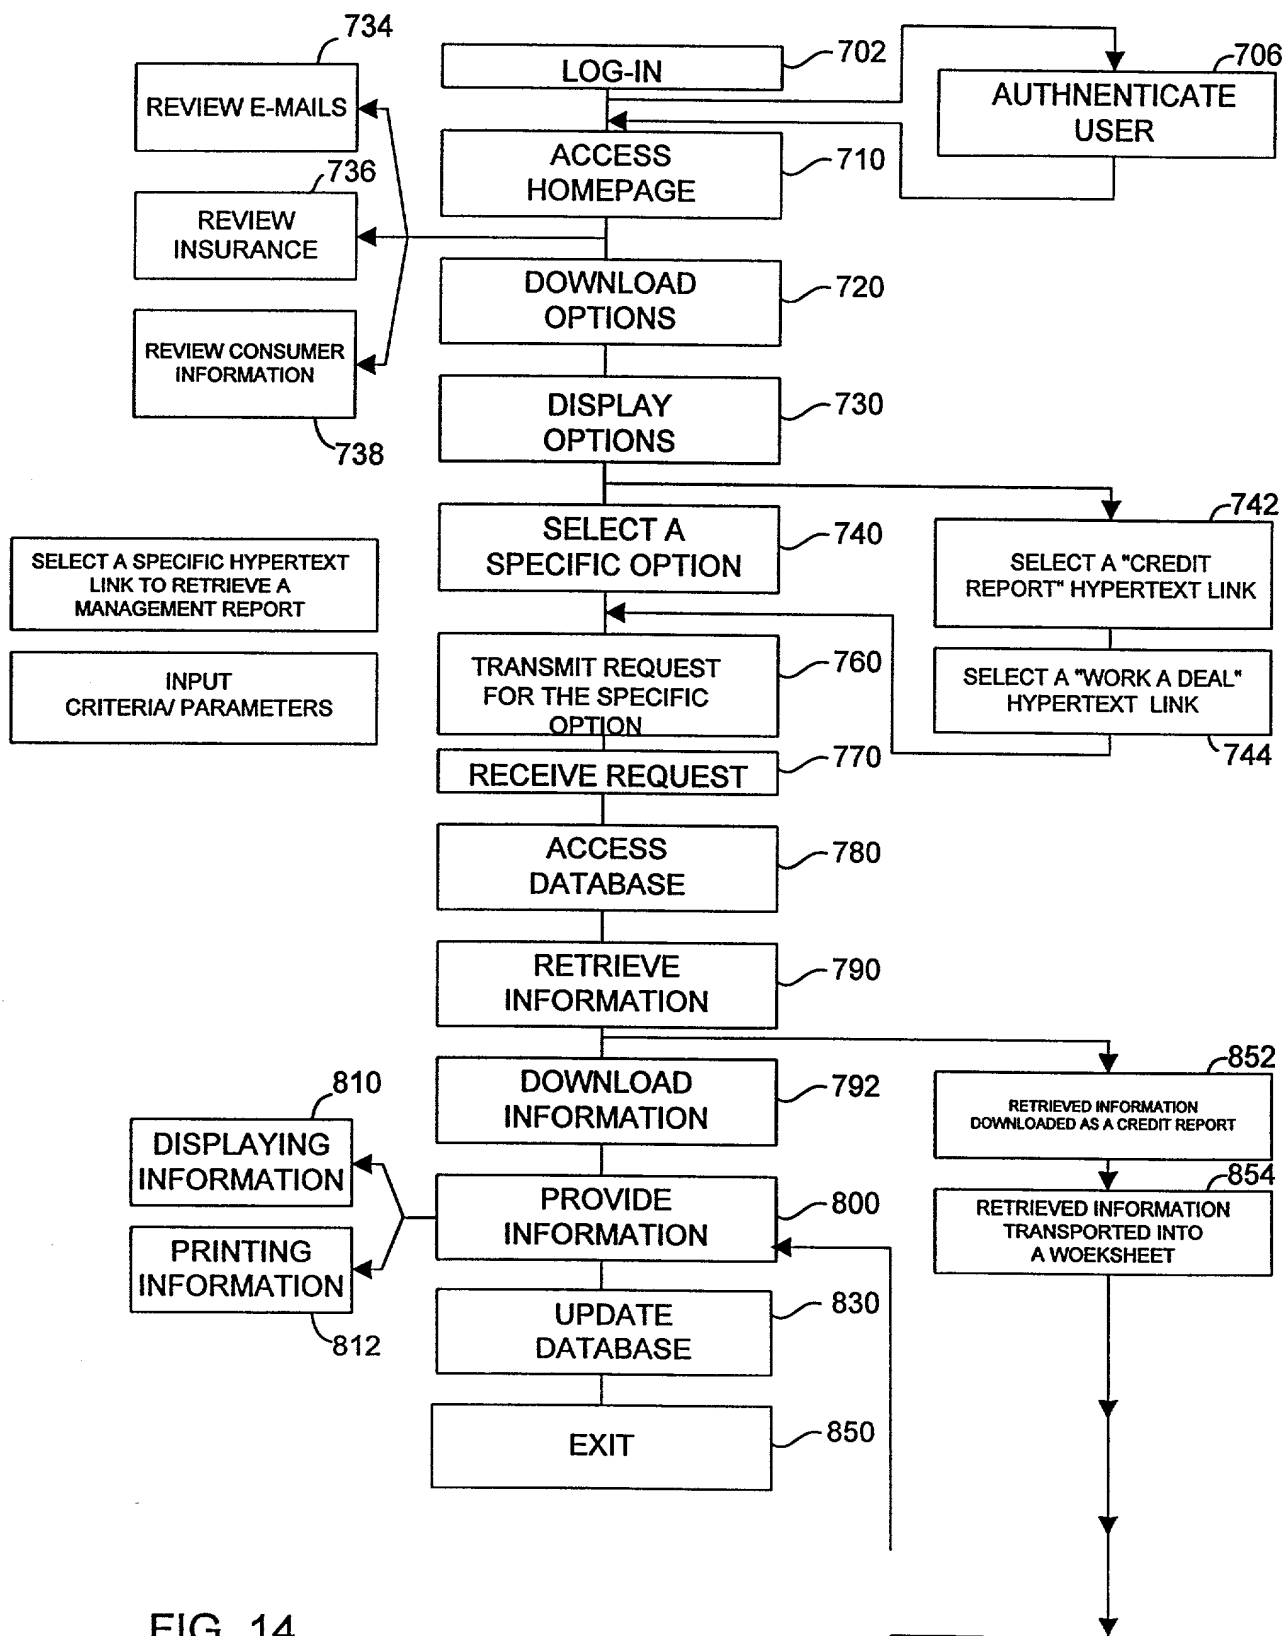 734
702
LOG-IN
706
REVIEW E-MAILS
AUTHNENTICATE
USER
ACCESS
HOMEPAGE
710
736
REVIEW
INSURANCE
DOWNLOAD
OPTIONS
720
REVIEW CONSUMER
INFORMATION
738
DISPLAY
OPTIONS
730
SELECT A
SPECIFIC OPTION
740
742
SELECT A "CREDIT
REPORT" HYPERTEXT LINK
SELECT A SPECIFIC HYPERTEXT
LINK TO RETRIEVE A
MANAGEMENT REPORT
INPUT
CRITERIA/ PARAMETERS
TRANSMIT REQUEST
FOR THE SPECIFIC
OPTION
760
SELECT A "WORK A DEAL"
HYPERTEXT LINK
744
RECEIVE REQUEST
770
ACCESS
DATABASE
780
RETRIEVE
INFORMATION
790
DOWNLOAD
INFORMATION
792
852
RETRIEVED INFORMATION
DOWNLOADED AS A CREDIT REPORT
810
DISPLAYING
INFORMATION
PROVIDE
INFORMATION
800
854
RETRIEVED INFORMATION
TRANSPORTED INTO
A WOEKSHEET
PRINTING
INFORMATION
812
UPDATE
DATABASE
830
EXIT
850
FIG. 14